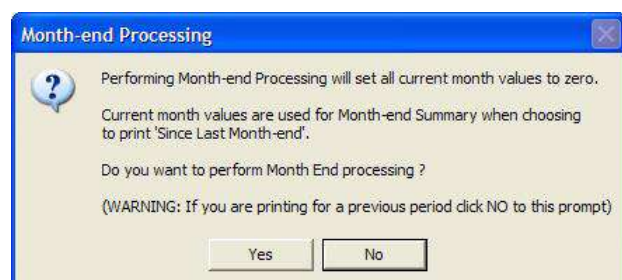 Month-end Processing
Performing Month-end Processing will set all current month values to zero.
Current month values are used for Month-end Summary when choosing
to print 'Since Last Month-end'.
Do you want to perform Month End processing ?
(WARNING: If you are printing for a previous period click NO to this prompt)
Yes No